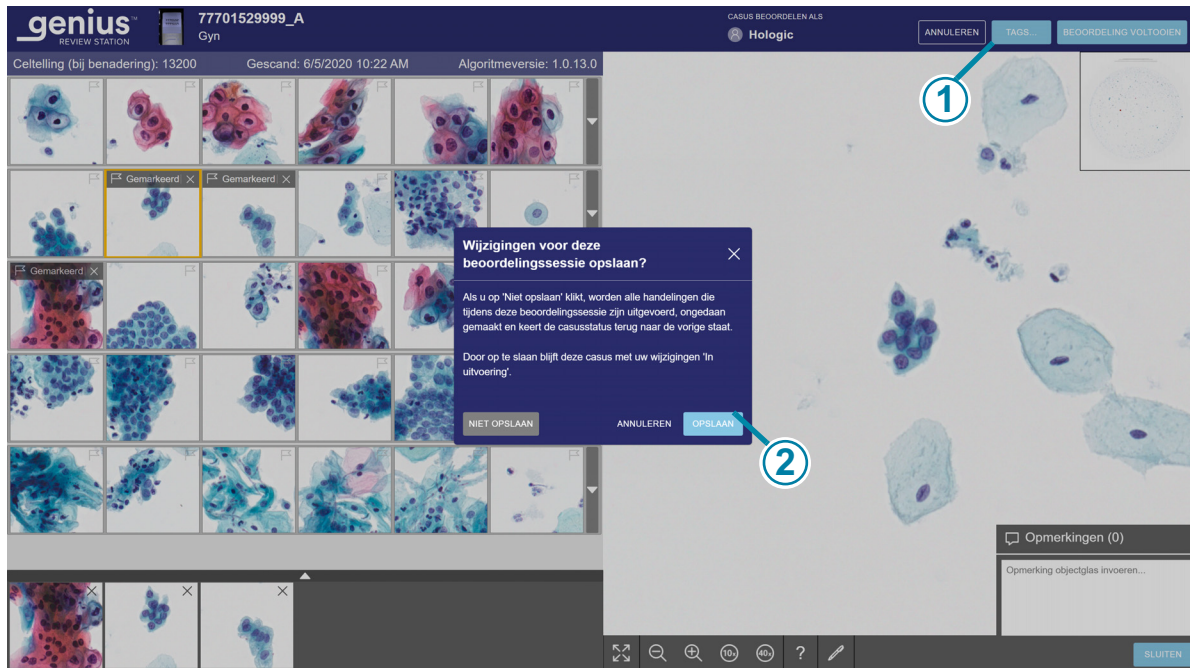 genius™
REVIEW STATION
77701529999_A
Gyn
CASUS BEOORDELEN ALS
Hologic
ANNULEREN
TAGS...
BEOORDELING VOLTOOIEN
1
Celtelling (bij benadering): 13200
Gescand: 6/5/2020 10:22 AM
Algoritmeversie: 1.0.13.0
Gemarkeerd
Gemarkeerd
Gemarkeerd
Wijzigingen voor deze
beoordelingssessie opslaan?
Als u op 'Niet opslaan' klikt, worden alle handelingen die
tijdens deze beoordelingssessie zijn uitgevoerd, ongedaan
gemaakt en keert de casusstatus terug naar de vorige staat.
Door op te slaan blijft deze casus met uw wijzigingen 'In
uitvoering'.
NIET OPSLAAN
ANNULEREN
OPSLAAN
2
Opmerkingen (0)
Opmerking objectglas invoeren...
10x
40x
?
SLUITEN